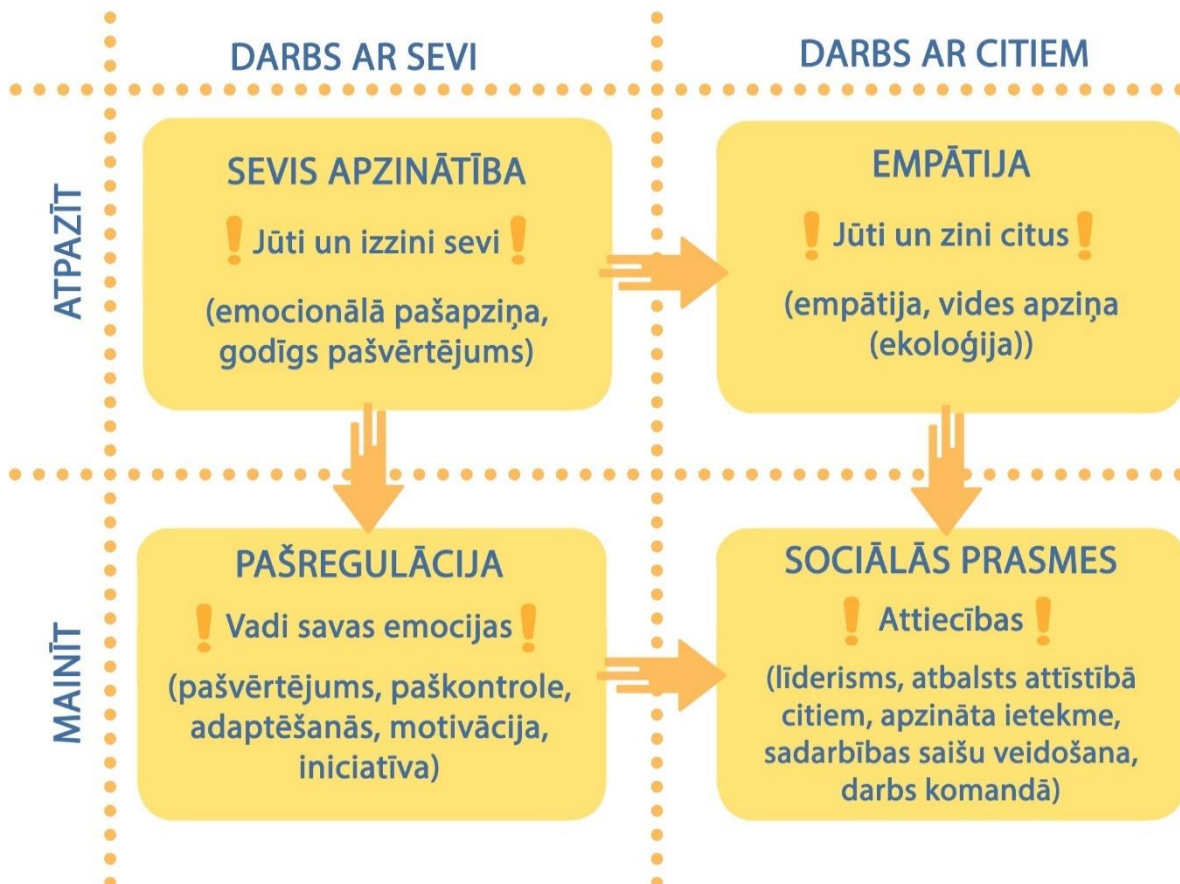 DARBS AR SEVI
DARBS AR CITIEM
ATPAZĪT
SEVIS APZINĀTĪBA
! Jūti un izzini sevi !
(emocionālā pašapziņa,
godīgs pašvērtējums)
EMPĀTIJA
! Jūti un zini citus !
(empātija, vides apziņa
(ekoloģija))
MAINĪT
PAŠREGULĀCIJA
! Vadi savas emocijas !
(pašvērtējums, paškontrole,
adaptēšanās, motivācija,
iniciatīva)
SOCIĀLĀS PRASMES
! Attiecības !
(līderisms, atbalsts attīstībā
citiem, apzināta ietekme,
sadarbības saišu veidošana,
darbs komandā)